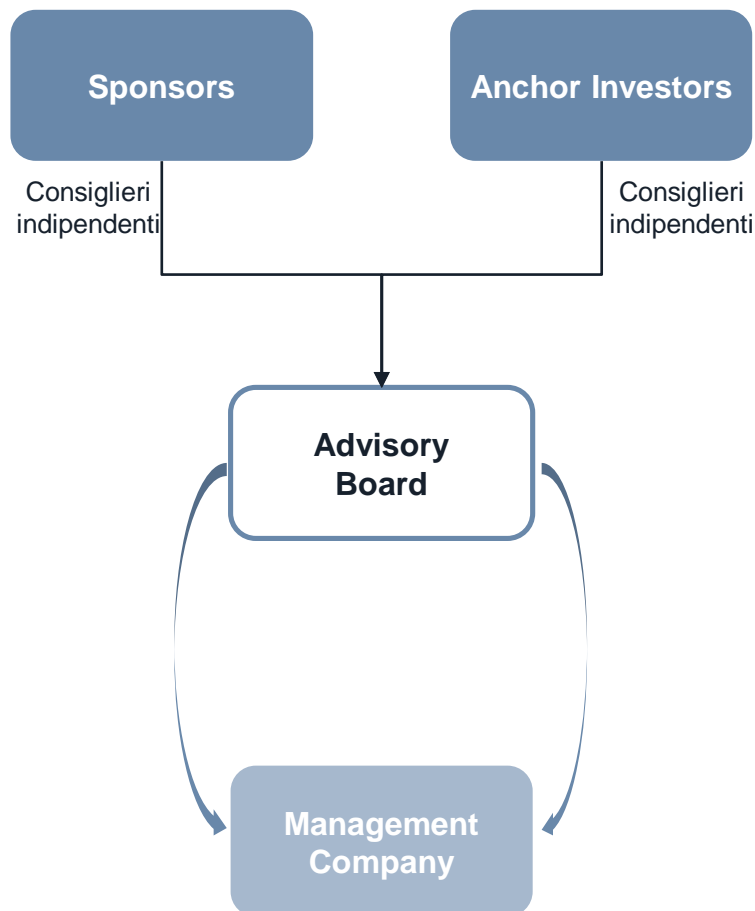 Sponsors
Anchor Investors
Consiglieri
indipendenti
Consiglieri
indipendenti
Advisory
Board
Management
Company